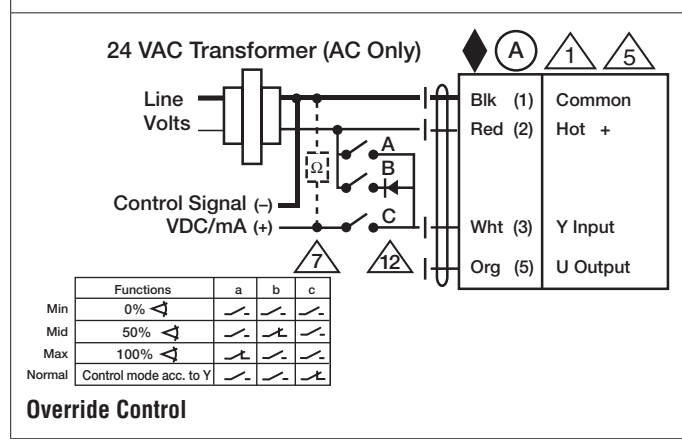 24 VAC Transformer (AC Only)
A
1
5
Line
Volts
Blk (1) Common
Red (2) Hot +
A
Ω
B
Control Signal (–)
VDC/mA (+)
C
Wht (3) Y Input
7
12
Org (5) U Output
Functions a b c
Min 0%
Mid 50%
Max 100%
Normal Control mode acc. to Y
Override Control